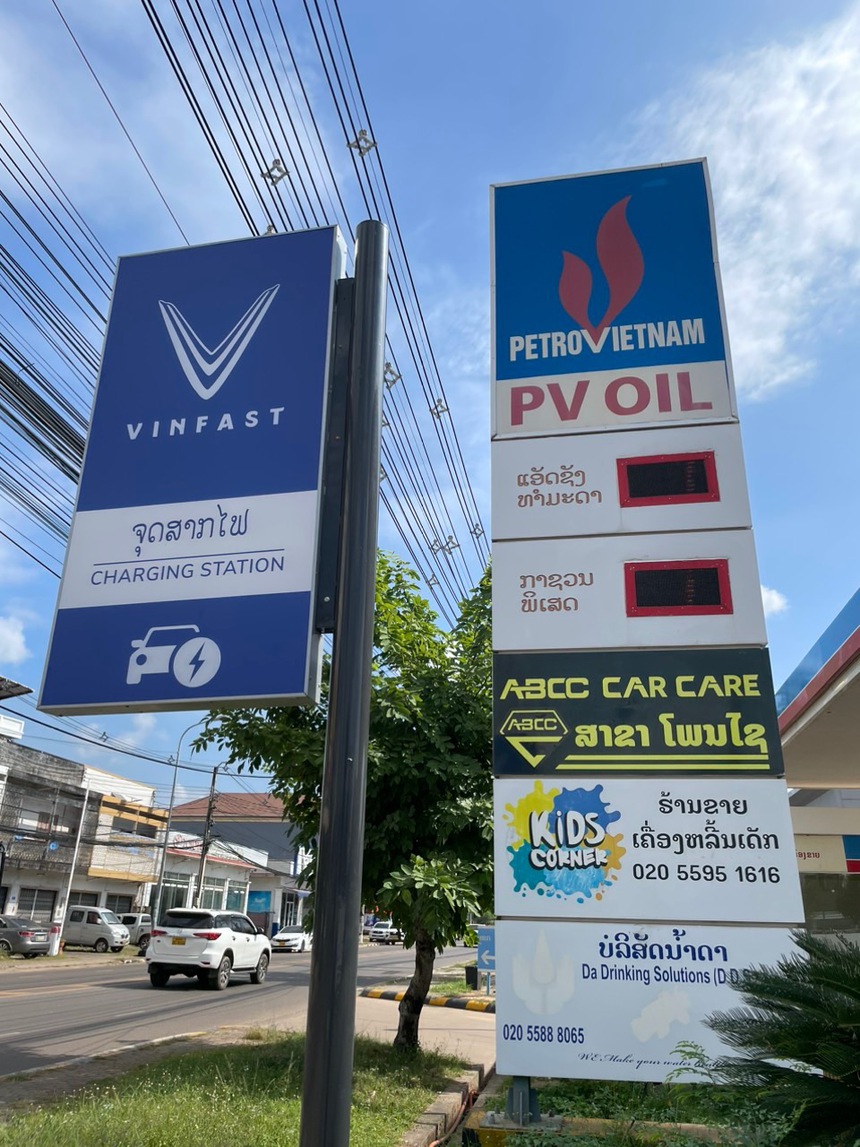 VINFAST
ຈຸດສາກໄຟ
CHARGING STATION
PETROVIETNAM
PV OIL
ແອັດຊັງ
ທຳມະດາ
ກາຊວນ
ພິເສດ
ABCC CAR CARE
ABCC
ສາຂາ ໂພນໄຊ
KiDS
CORNER
ຮ້ານຂາຍ
ເຄື່ອງຫລິ້ນເດັກ
020 5595 1616
ບໍລິສັດນ້ຳດາ
Da Drinking Solutions
020 5588 8065
WE Make your water